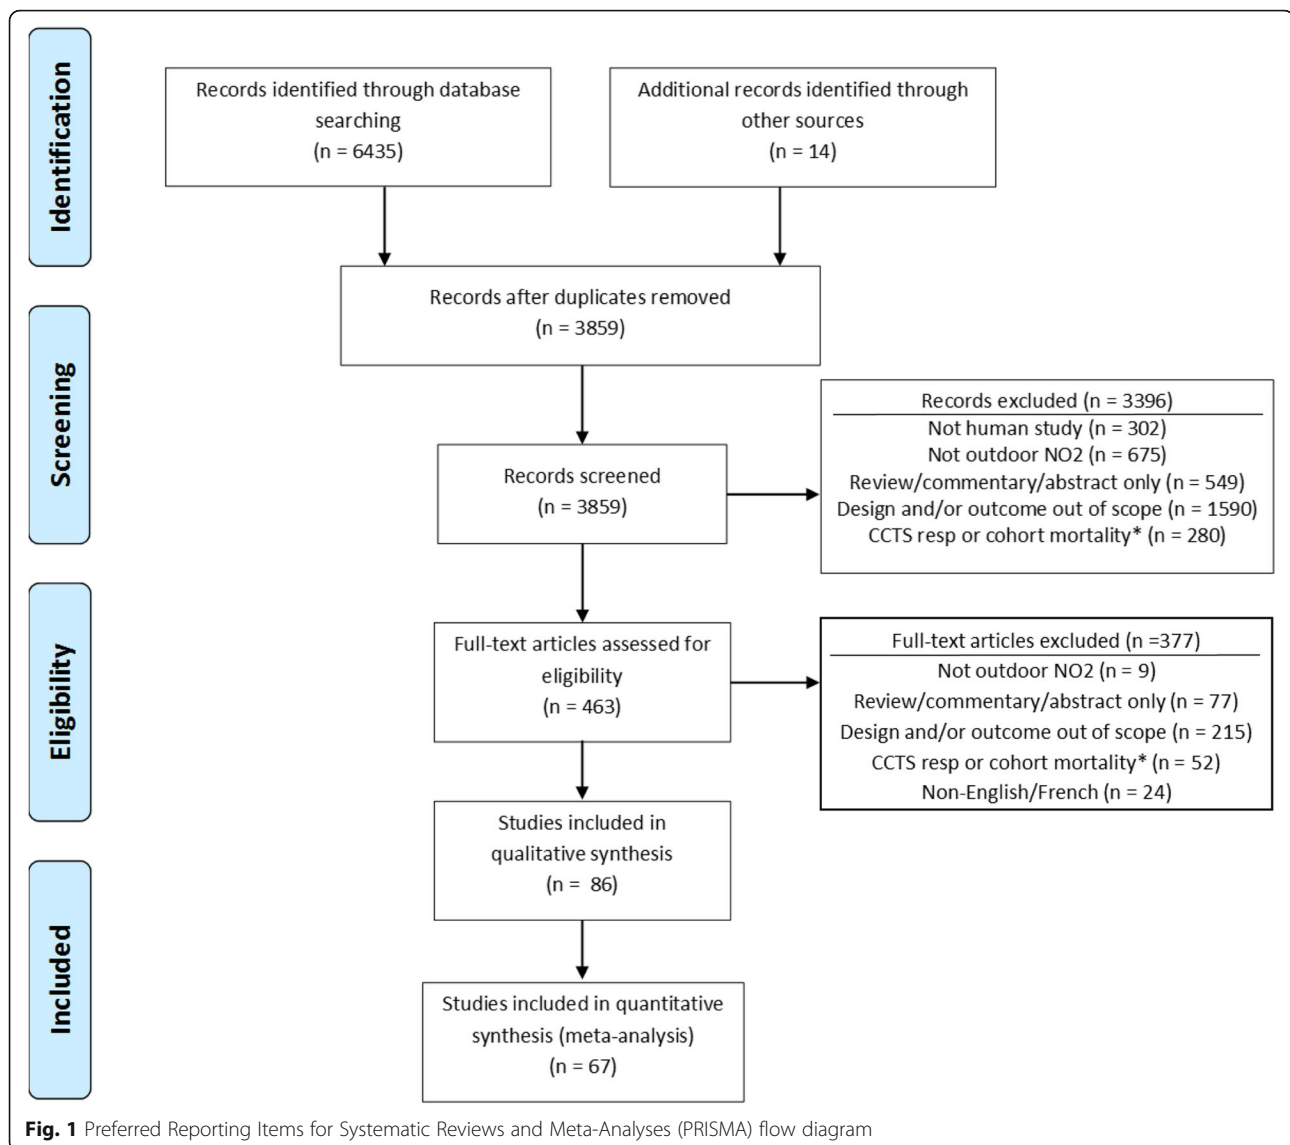 Identification
Records identified through database
searching
(n = 6435)
Additional records identified through
other sources
(n = 14)
Records after duplicates removed
(n = 3859)
Screening
Records screened
(n = 3859)
Records excluded (n = 3396)
Not human study (n = 302)
Not outdoor NO2 (n = 675)
Review/commentary/abstract only (n = 549)
Design and/or outcome out of scope (n = 1590)
CCTS resp or cohort mortality* (n = 280)
Eligibility
Full-text articles assessed for
eligibility
(n = 463)
Full-text articles excluded (n =377)
Not outdoor NO2 (n = 9)
Review/commentary/abstract only (n = 77)
Design and/or outcome out of scope (n = 215)
CCTS resp or cohort mortality* (n = 52)
Non-English/French (n = 24)
Studies included in
qualitative synthesis
(n = 86)
Included
Studies included in quantitative
synthesis (meta-analysis)
(n = 67)
Fig. 1 Preferred Reporting Items for Systematic Reviews and Meta-Analyses (PRISMA) flow diagram